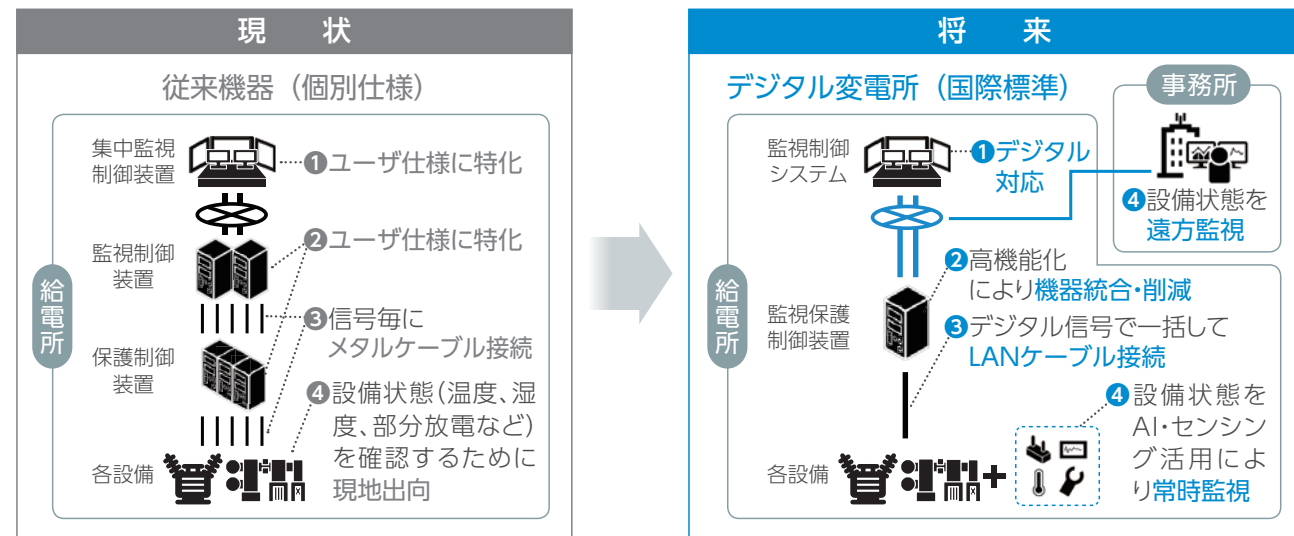 現 状
従来機器（個別仕様）
集中監視
制御装置
❶ユーザ仕様に特化
❷ユーザ仕様に特化
監視制御
装置
給電所
❸信号毎に
メタルケーブル接続
保護制御
装置
❹設備状態（温度、湿
度、部分放電など）
を確認するために
現地出向
各設備
将 来
デジタル変電所（国際標準）
事務所
監視制御
システム
❶デジタル
対応
❹設備状態を
遠方監視
❷高機能化
により機器統合・削減
給電所
監視保護
制御装置
❸デジタル信号で一括して
LANケーブル接続
❹設備状態を
AI・センシン
グ活用によ
り常時監視
各設備